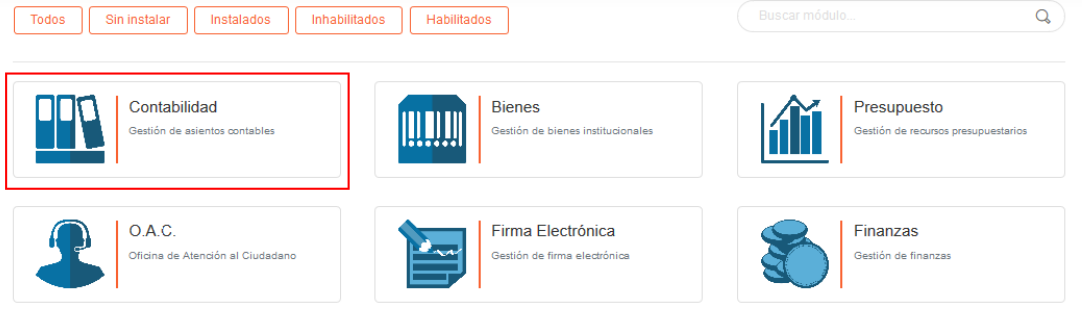 Todos
Sin instalar
Instalados
Inhabilitados
Habilitados
Buscar módulo...
Contabilidad
Gestión de asientos contables
Bienes
Gestión de bienes institucionales
Presupuesto
Gestión de recursos presupuestarios
O.A.C.
Oficina de Atención al Ciudadano
Firma Electrónica
Gestión de firma electrónica
Finanzas
Gestión de finanzas